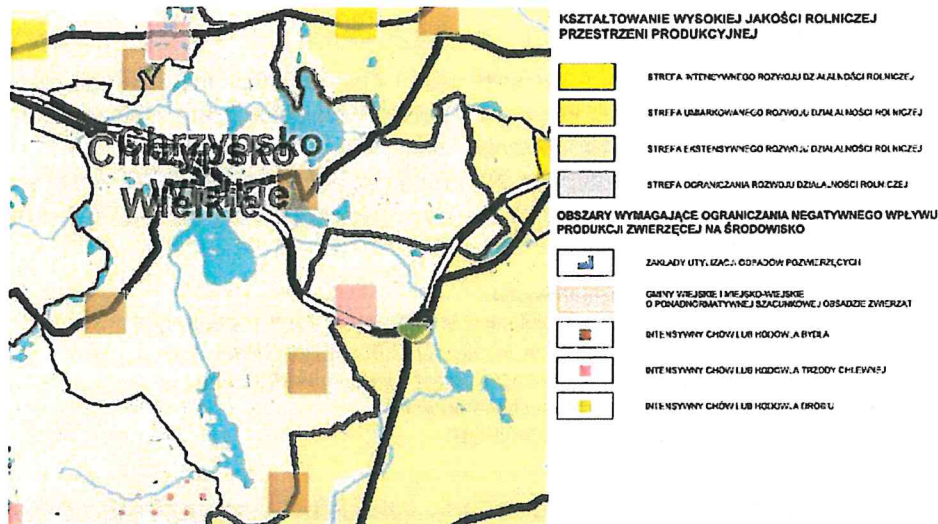 Chrzypsko
Wielkie
KSZTAŁTOWANIE WYSOKIEJ JAKOŚCI ROLNICZEJ
PRZESTRZENI PRODUKCYJNEJ
STREFA INTENSYWNEGO ROZWOJU DZIAŁALNOŚCI ROLNICZEJ
STREFA UMIARKOWANEGO ROZWOJU DZIAŁALNOŚCI ROLNICZEJ
STREFA EKSTENSYWNEGO ROZWOJU DZIAŁALNOŚCI ROLNICZEJ
STREFA OGRANICZANIA ROZWOJU DZIAŁALNOŚCI ROLNICZEJ
OBSZARY WYMAGAJĄCE OGRANICZANIA NEGATYWNEGO WPŁYWU
PRODUKCJI ZWIERZĘCEJ NA ŚRODOWISKO
ZAKŁADY UTYLIZACJI ODPADÓW POZWIERZĘCYCH
GMINY WIEJSKIE I MIEJSKO-WIEJSKIE
O PONADNORMATYWNEJ SZACUNKOWEJ OBSADZIE ZWIERZĄT
INTENSYWNY CHÓW LUB HODOWLA BYDŁA
INTENSYWNY CHÓW LUB HODOWLA TRZODY CHLEWNEJ
INTENSYWNY CHÓW LUB HODOWLA DROBIU